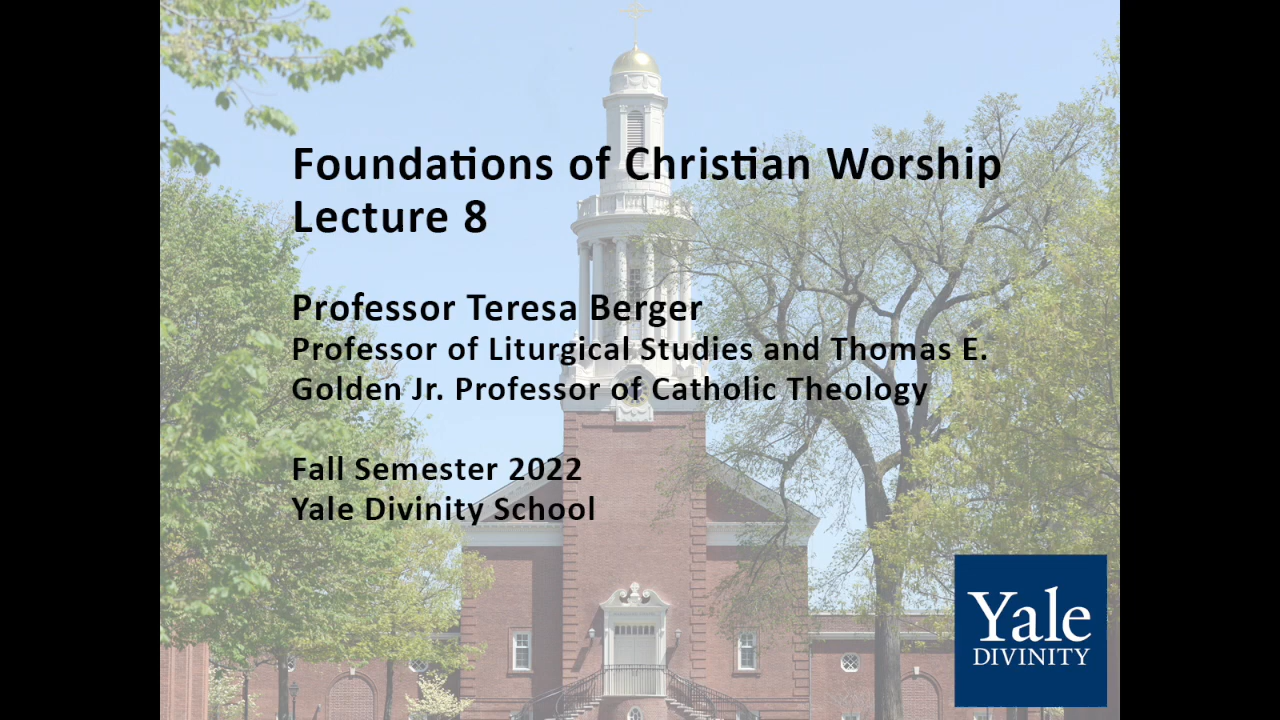 Foundations of Christian Worship
Lecture 8
Professor Teresa Berger
Professor of Liturgical Studies and Thomas E.
Golden Jr. Professor of Catholic Theology
Fall Semester 2022
Yale Divinity School
Yale
DIVINITY